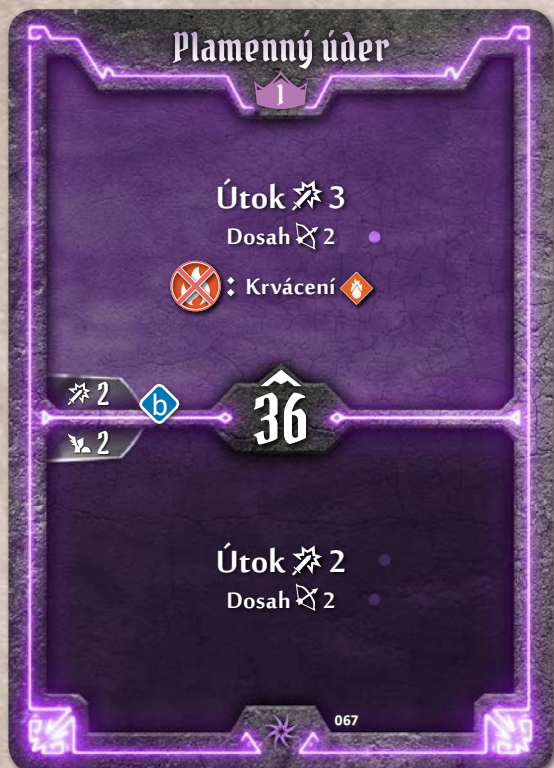 Plamenný úder
1
Útok 3
Dosah 2
: Krvácení
2
b
36
2
Útok 2
Dosah 2
067